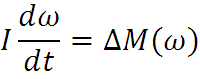 I dω/dt = ΔM(ω)